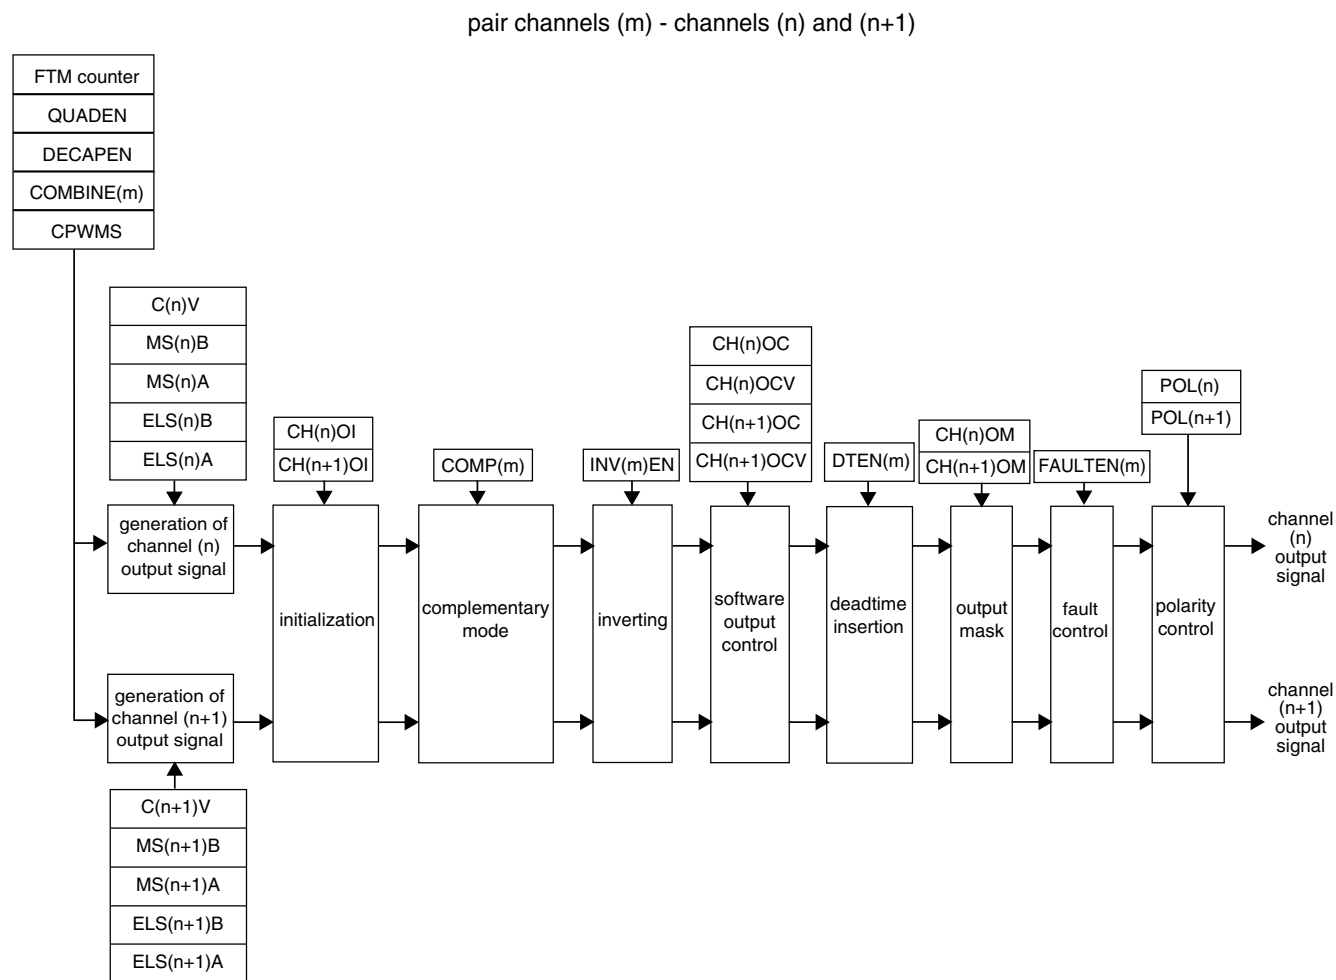 pair channels (m) - channels (n) and (n+1)
FTM counter
QUADEN
DECAPEN
COMBINE(m)
CPWMS
C(n)V
MS(n)B
MS(n)A
ELS(n)B
ELS(n)A
CH(n)OI
CH(n+1)OI
COMP(m)
INV(m)EN
CH(n)OC
CH(n)OCV
CH(n+1)OC
CH(n+1)OCV
DTEN(m)
CH(n)OM
CH(n+1)OM
FAULTEN(m)
POL(n)
POL(n+1)
generation of
channel (n)
output signal
initialization
complementary
mode
inverting
software
output
control
deadtime
insertion
output
mask
fault
control
polarity
control
channel
(n)
output
signal
generation of
channel (n+1)
output signal
channel
(n+1)
output
signal
C(n+1)V
MS(n+1)B
MS(n+1)A
ELS(n+1)B
ELS(n+1)A